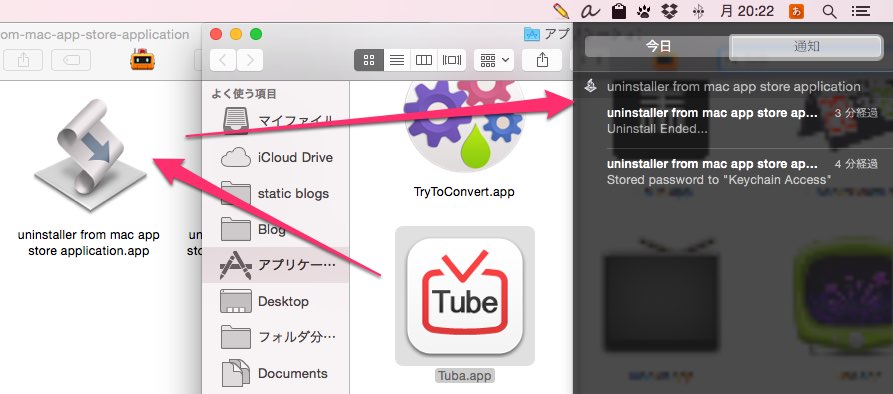 月 20:22
あ
om-mac-app-store-application
アプ
今日
通知
よく使う項目
マイファイル
iCloud Drive
static blogs
Blog
アプリケー…
Desktop
フォルダ分…
Documents
uninstaller from mac app
store application.app
TryToConvert.app
Tube
Tuba.app
uninstaller from mac app store application
uninstaller from mac app store ap...
3 分経過
Uninstall Ended...
uninstaller from mac app store ap...
4 分経過
Stored password to "Keychain Access"